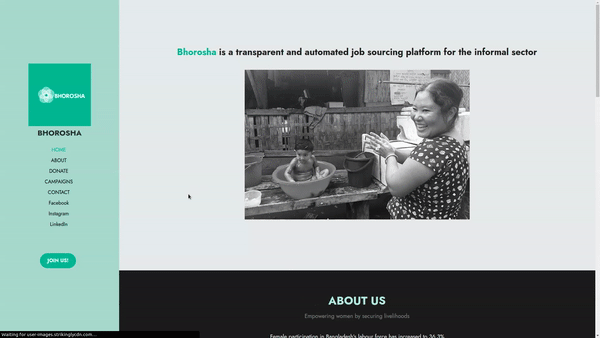 BHOROSHA
BHOROSHA
HOME
ABOUT
DONATE
CAMPAIGNS
CONTACT
Facebook
Instagram
LinkedIn
JOIN US!
Bhorosha is a transparent and automated job sourcing platform for the informal sector
ABOUT US
Empowering women by securing livelihoods
Female participation in Bangladesh's labour force has increased to 36.3%
Waiting for user-images.strikinglycdn.com...